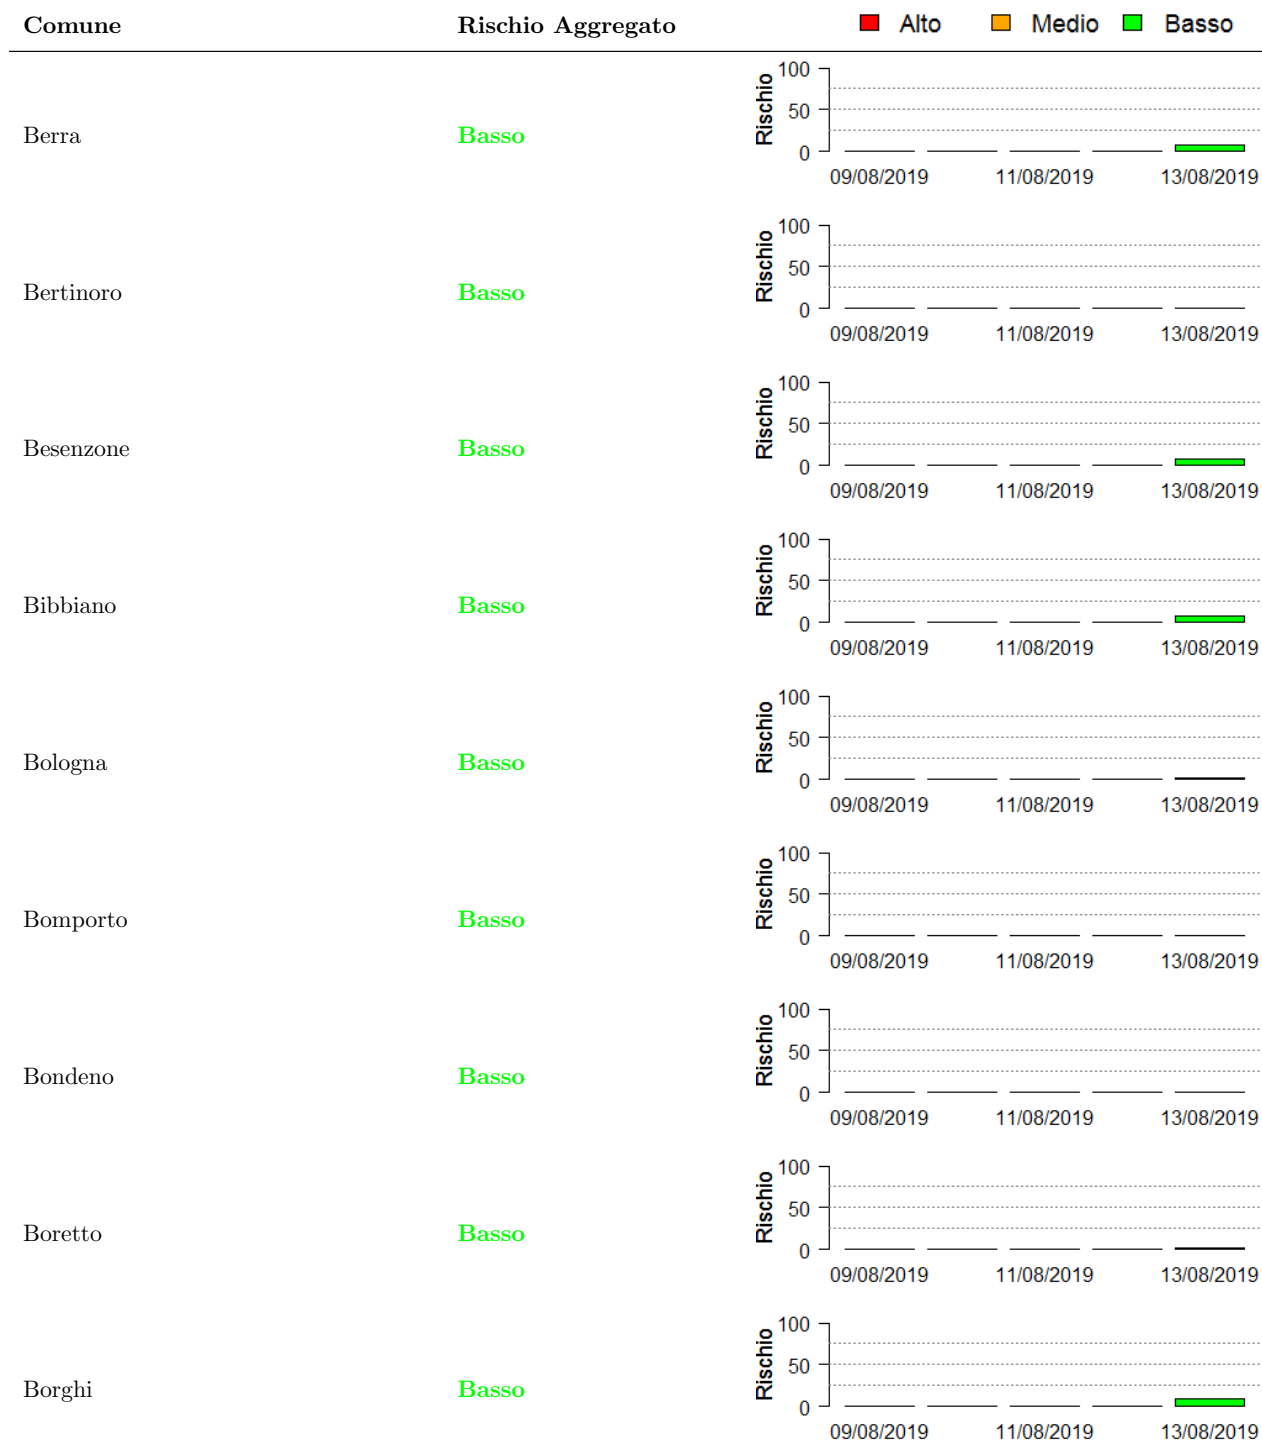 Comune Rischio Aggregato Alto Medio Basso
Berra Basso Rischio 100 50 0
09/08/2019 11/08/2019 13/08/2019
Bertinoro Basso Rischio 100 50 0
09/08/2019 11/08/2019 13/08/2019
Besenzone Basso Rischio 100 50 0
09/08/2019 11/08/2019 13/08/2019
Bibbiano Basso Rischio 100 50 0
09/08/2019 11/08/2019 13/08/2019
Bologna Basso Rischio 100 50 0
09/08/2019 11/08/2019 13/08/2019
Bomporto Basso Rischio 100 50 0
09/08/2019 11/08/2019 13/08/2019
Bondeno Basso Rischio 100 50 0
09/08/2019 11/08/2019 13/08/2019
Boretto Basso Rischio 100 50 0
09/08/2019 11/08/2019 13/08/2019
Borghi Basso Rischio 100 50 0
09/08/2019 11/08/2019 13/08/2019